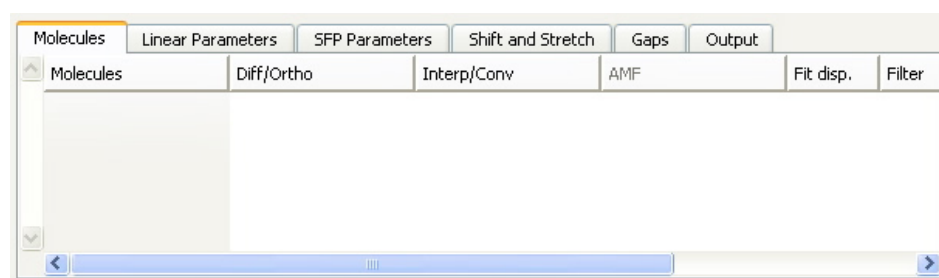 Molecules Linear Parameters SFP Parameters Shift and Stretch Gaps Output
Molecules Diff/Ortho Interp/Conv AMF Fit disp. Filter